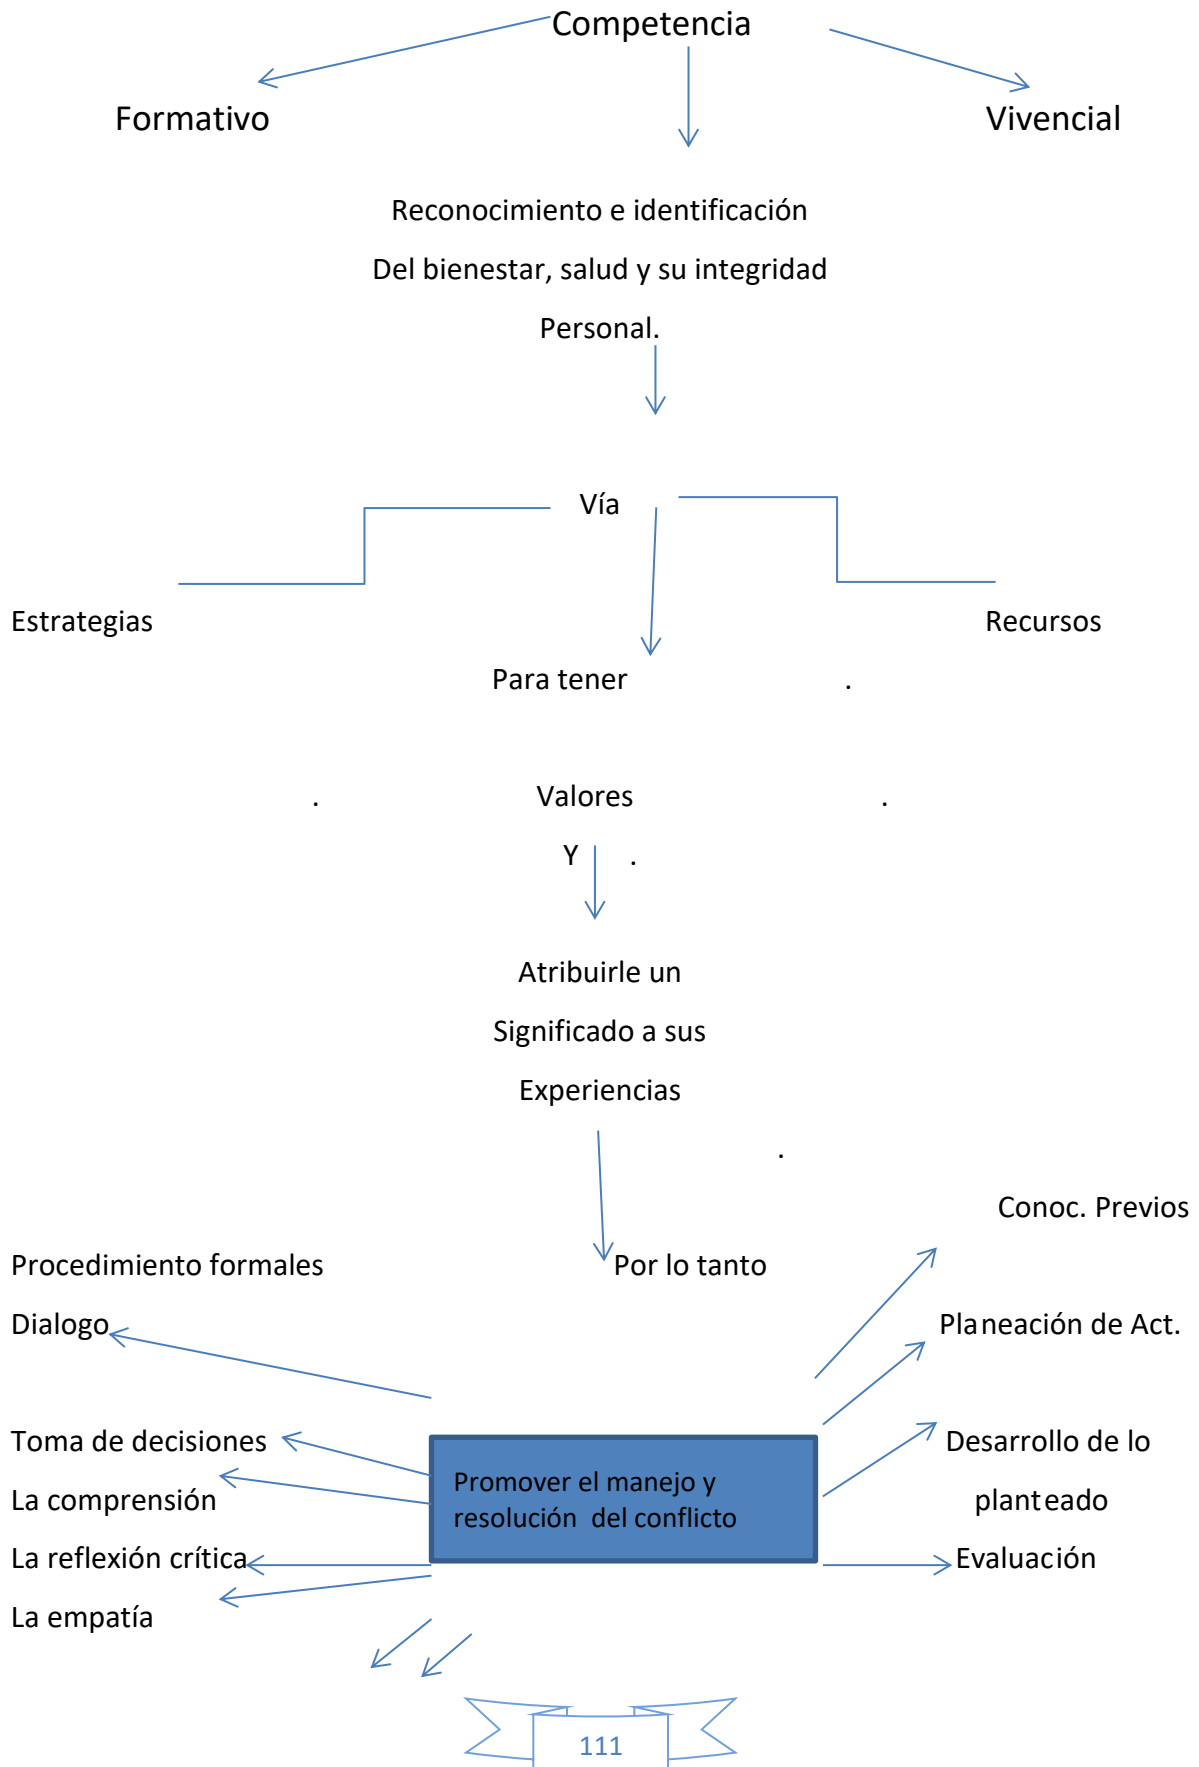 Competencia
Formativo Vivencial
Reconocimiento e identificación
Del bienestar, salud y su integridad
Personal.
Vía
Estrategias Recursos
Para tener .
. Valores .
Y .
Atribuirle un
Significado a sus
Experiencias
.
Conoc. Previos
Procedimiento formales Por lo tanto
Dialogo Planeación de Act.
Toma de decisiones Desarrollo de lo
Promover el manejo y
La comprensión planteado
resolución del conflicto
La reflexión crítica Evaluación
La empatía
111